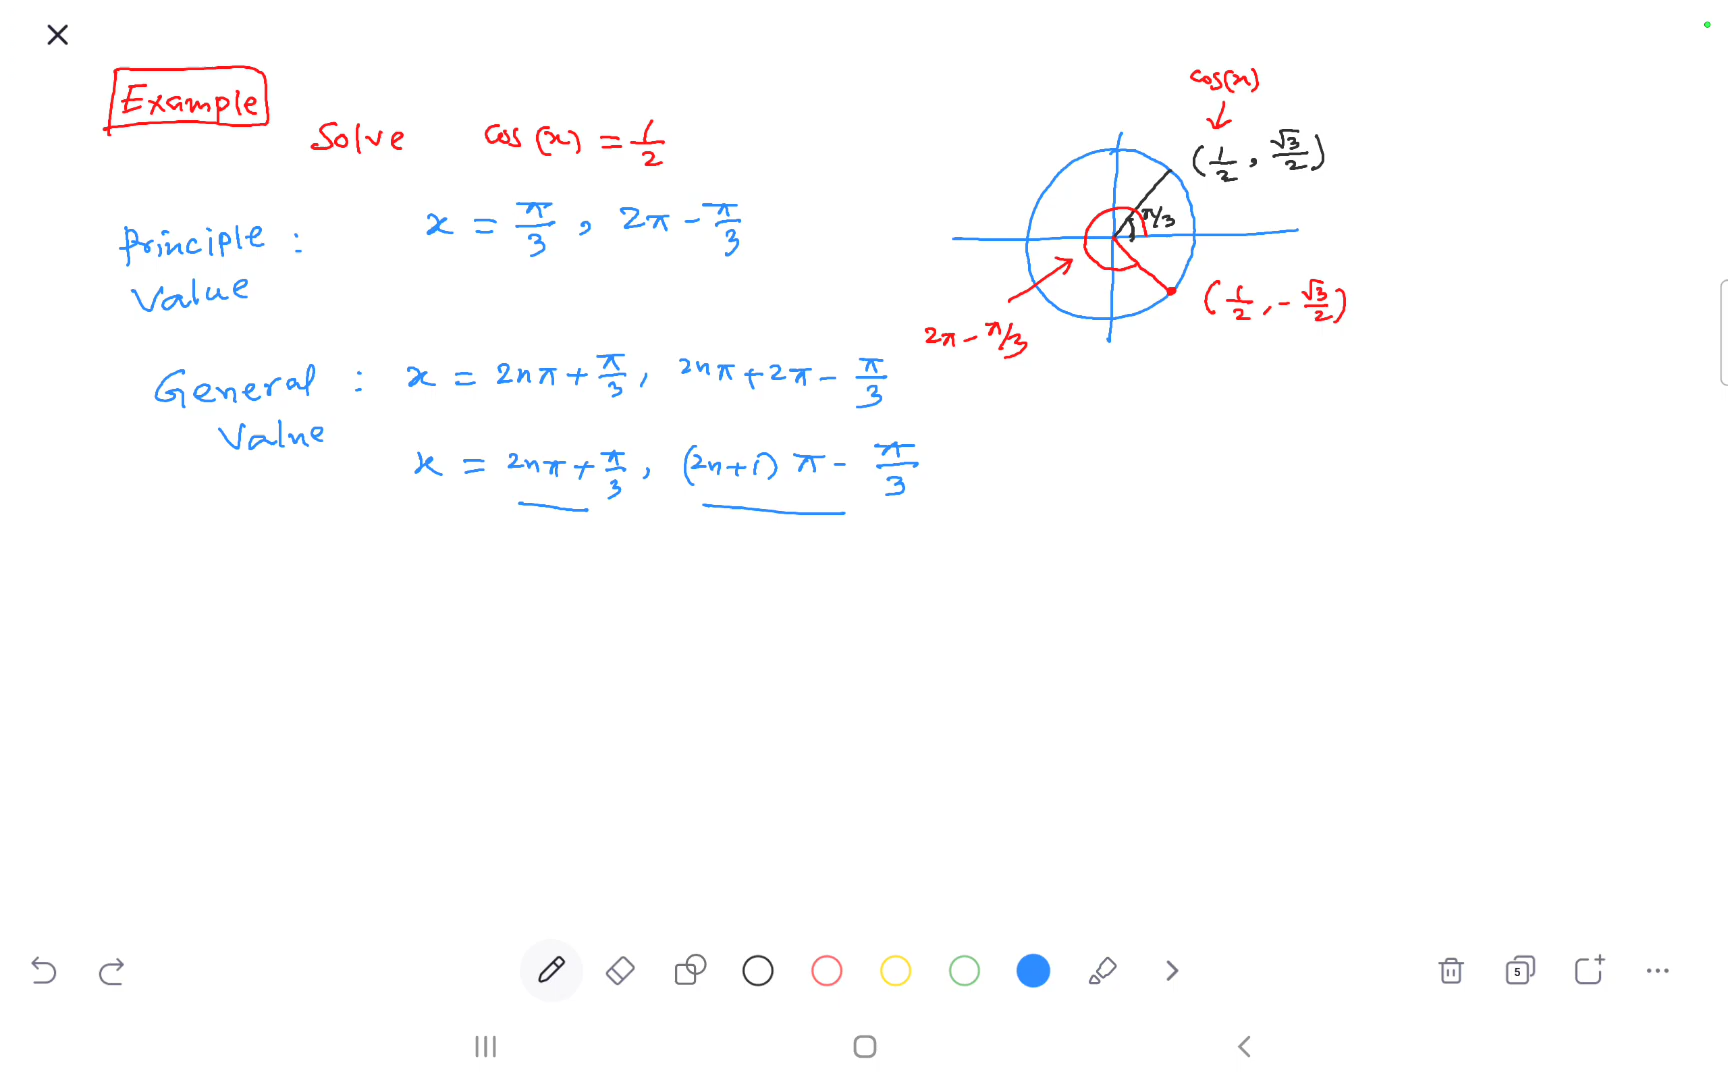 Example
Solve cos(x) = 1/2
Principle : x = π/3 , 2π - π/3
Value
General : x = 2nπ + π/3 , 2nπ + 2π - π/3
Value
x = 2nπ + π/3 , (2n+1) π - π/3
cos(x)
↓
(1/2 , √3/2)
π/3
(1/2 , -√3/2)
2π - π/3
5